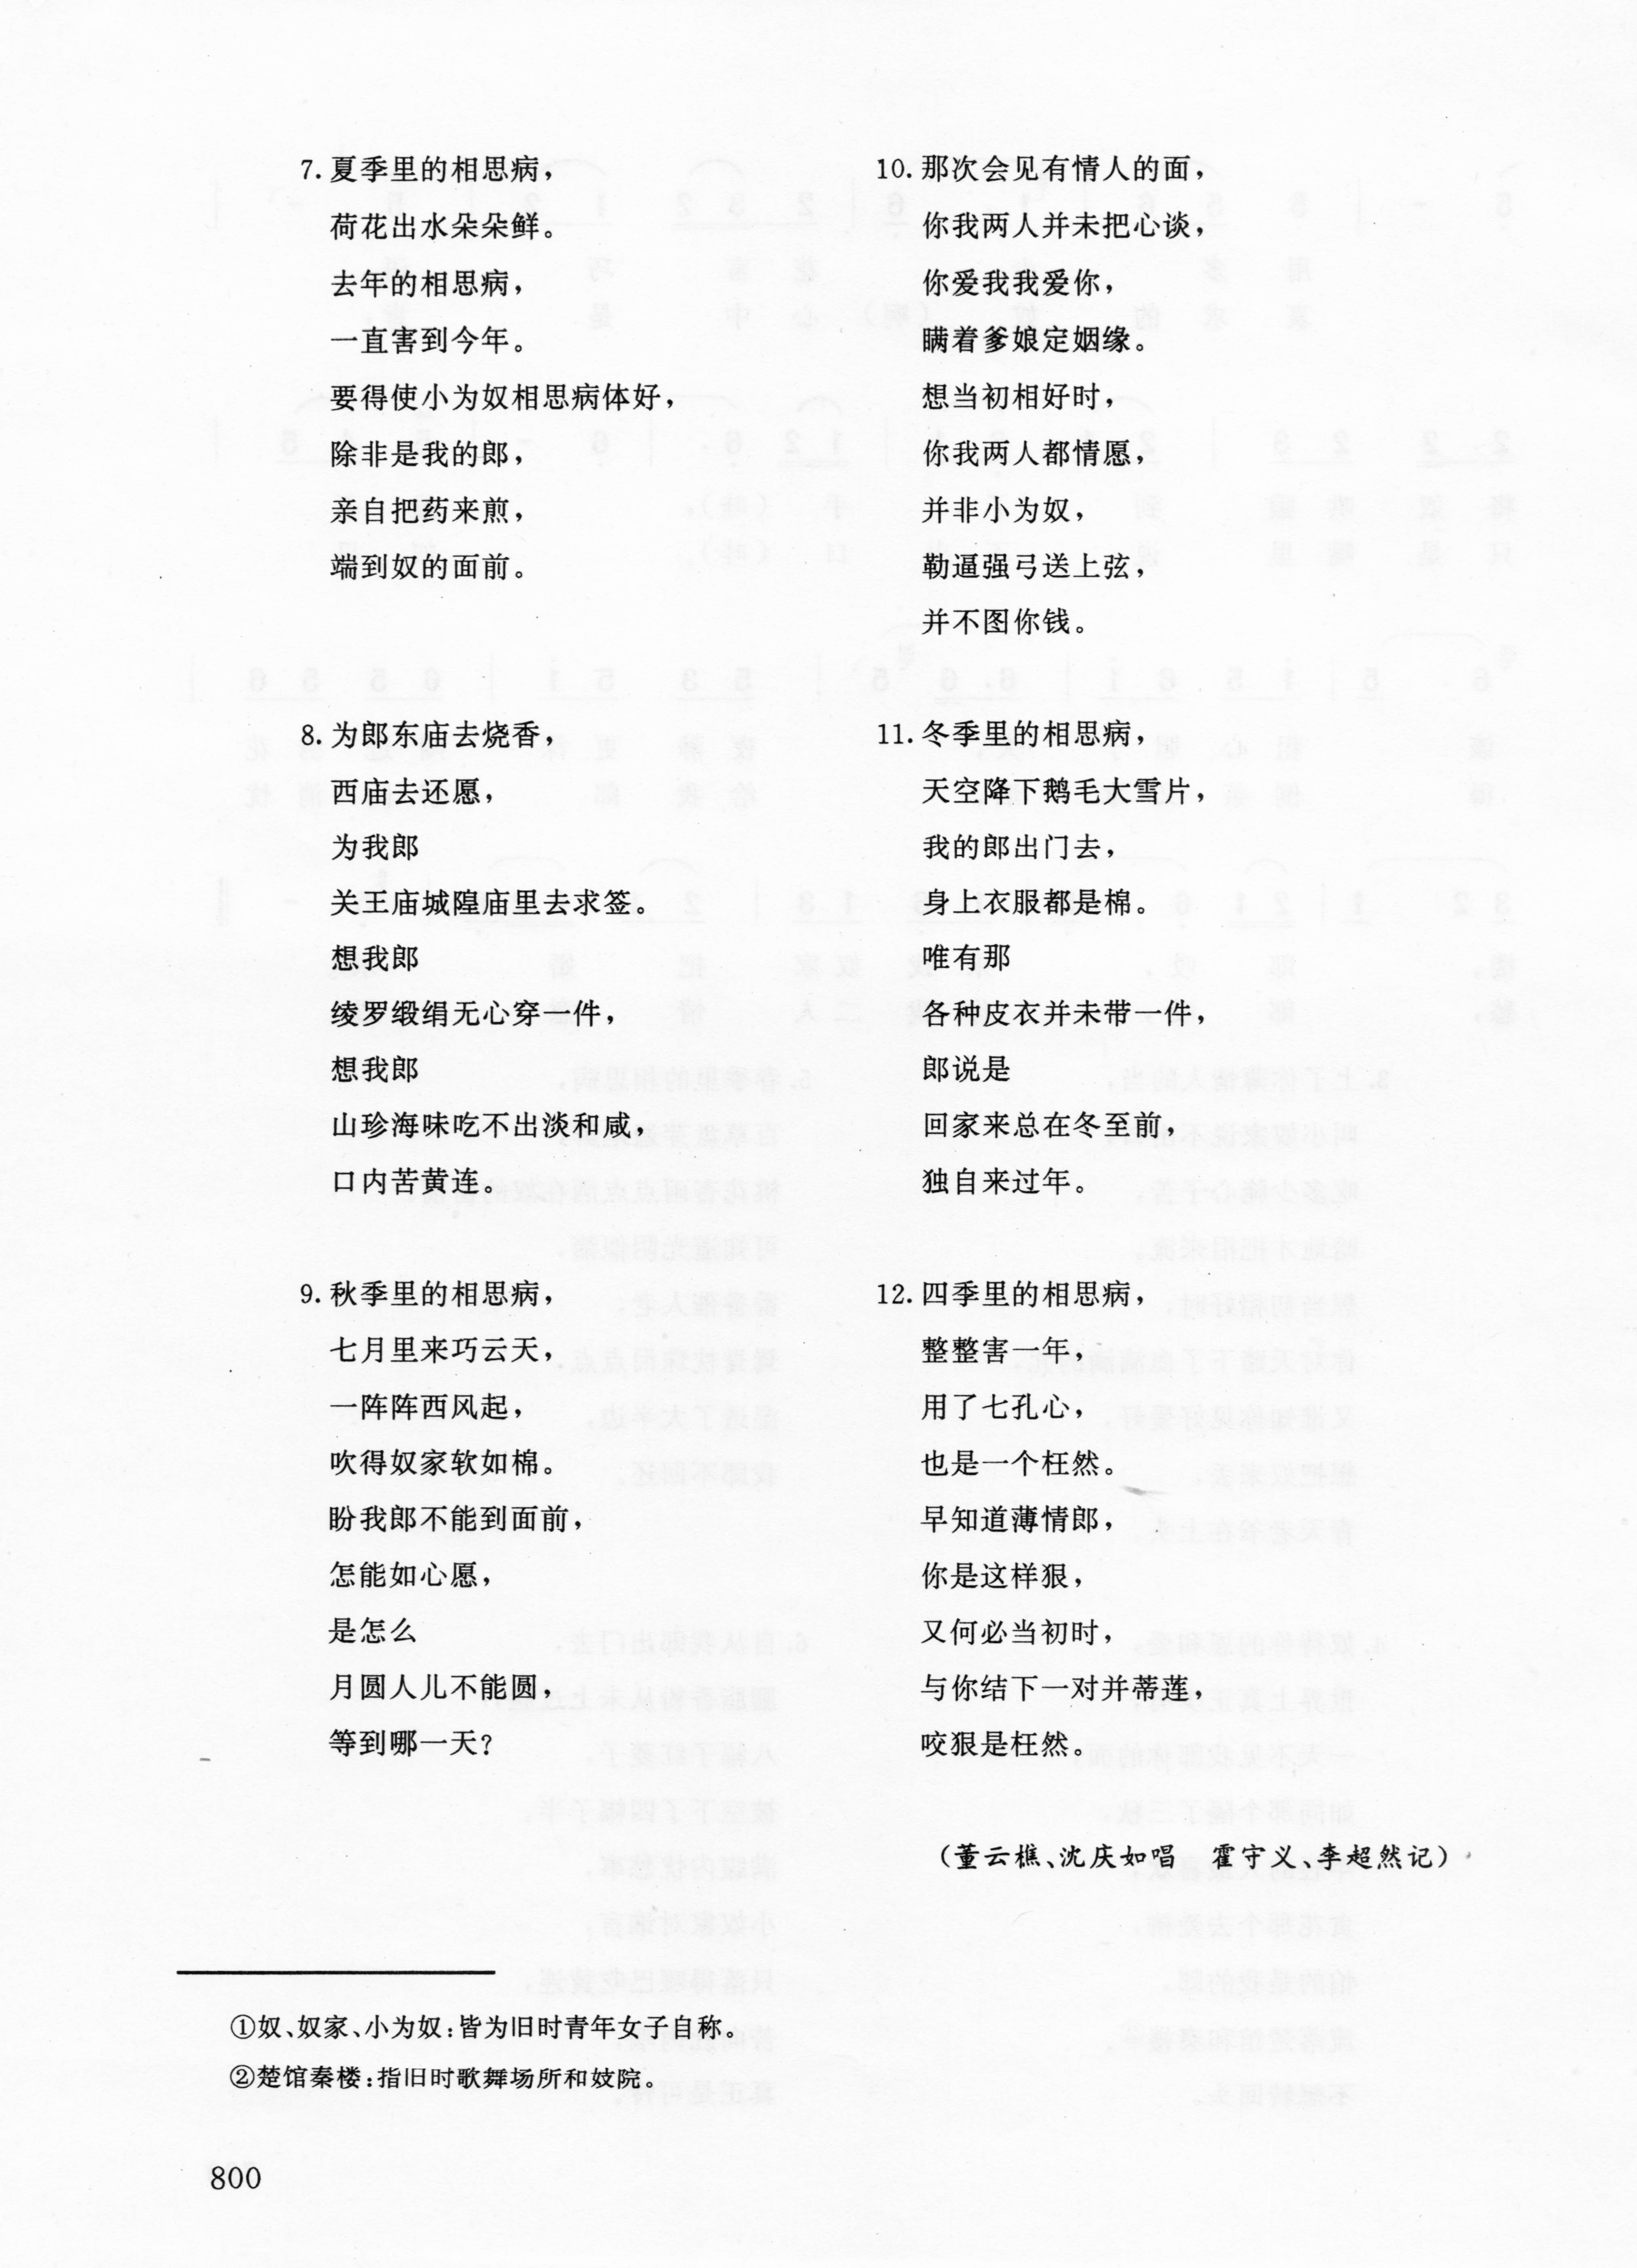 7. 夏季里的相思病，
荷花出水朵朵鲜。
去年的相思病，
一直害到今年。
要得使小为奴相思病体好，
除非是我的郎，
亲自把药来煎，
端到奴的面前。
8. 为郎东庙去烧香，
西庙去还愿，
为我郎
关王庙城隍庙里去求签。
想我郎
绫罗缎绢无心穿一件，
想我郎
山珍海味吃不出淡和咸，
口内苦黄连。
9. 秋季里的相思病，
七月里来巧云天，
一阵阵西风起，
吹得奴家软如棉。
盼我郎不能到面前，
怎能如心愿，
是怎么
月圆人儿不能圆，
等到哪一天？
10. 那次会见有情人的面，
你我两人并未把心谈，
你爱我我爱你，
瞒着爹娘定姻缘。
想当初相好时，
你我两人都情愿，
并非小为奴，
勒逼强弓送上弦，
并不图你钱。
11. 冬季里的相思病，
天空降下鹅毛大雪片，
我的郎出门去，
身上衣服都是棉。
唯有那
各种皮衣并未带一件，
郎说是
回家来总在冬至前，
独自来过年。
12. 四季里的相思病，
整整害一年，
用了七孔心，
也是一个枉然。
早知道薄情郎，
你是这样狠，
又何必当初时，
与你结下一对并蒂莲，
咬狠是枉然。
（董云樵、沈庆如唱　霍守义、李超然记）
①奴、奴家、小为奴：皆为旧时青年女子自称。
②楚馆秦楼：指旧时歌舞场所和妓院。
800